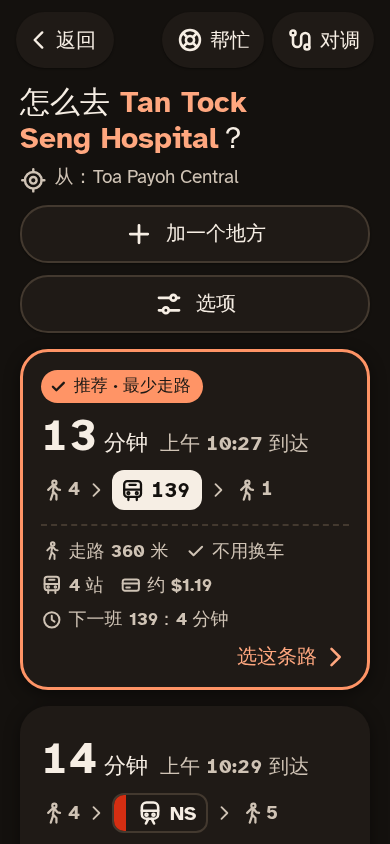 返回
帮忙
对调
怎么去 Tan Tock
Seng Hospital？
从：Toa Payoh Central
加一个地方
选项
推荐 · 最少走路
13 分钟 上午 10:27 到达
4 > 139 > 1
走路 360 米 不用换车
4 站 约 $1.19
下一班 139：4 分钟
选这条路
14 分钟 上午 10:29 到达
4 > NS > 5